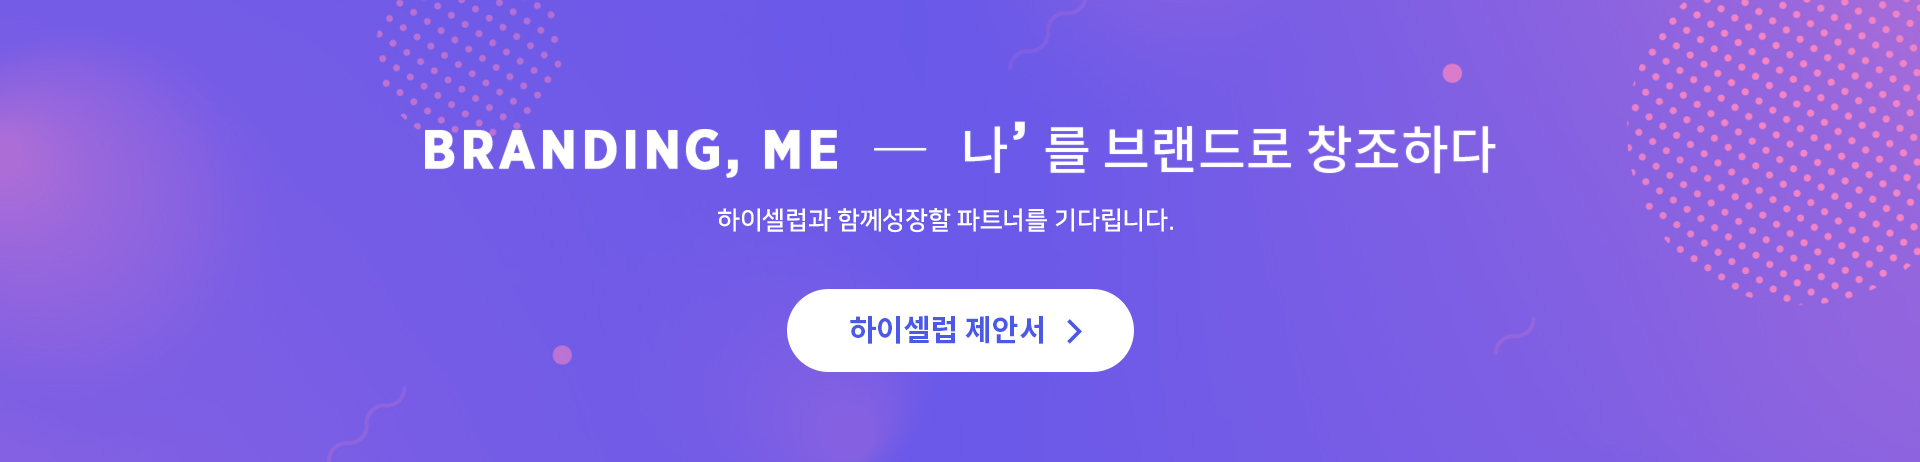 BRANDING, ME — 나’ 를 브랜드로 창조하다
하이셀럽과 함께성장할 파트너를 기다립니다.
하이셀럽 제안서 >